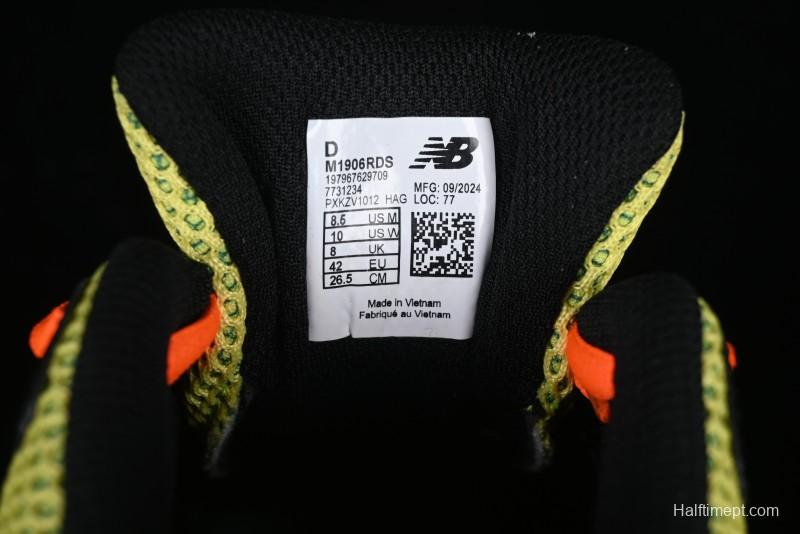 D
M1906RDS
197967629709
7731234
PXKZV1012 HAG
NB
MFG: 09/2024
LOC: 77
8.5 US M
10 US W
8 UK
42 EU
26.5 CM
Made in Vietnam
Fabriqué au Vietnam
Halftimept.com